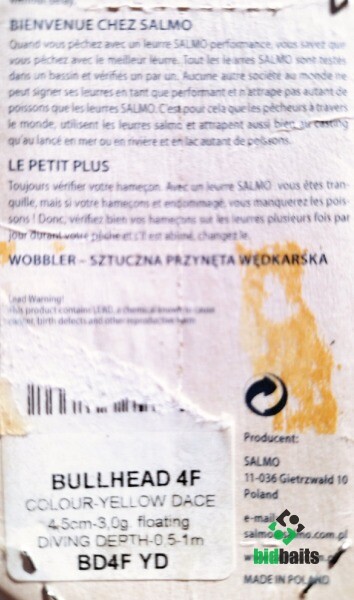 BIENVENUE CHEZ SALMO
Quand vous pêchez avec un leurre SALMO performance, vous savez que
vous pêchez avec le meilleur leurre. Tout les leurres SALMO sont testés
dans un bassin et vérifiés un par un. Aucune autre société au monde ne
peut signer ses leurres en tant que performant et n'attrape pas autant de
poissons que les leurres SALMO. C'est pour cela que les pêcheurs à travers
le monde, utilisent les leurres salmo et attrapent aussi bien au casting
qu'au lancé en mer ou en rivière et en lac autant de poissons.
LE PETIT PLUS
Toujours vérifier votre hameçon. Avec un leurre SALMO, vous êtes tran-
quille, mais si votre hameçons et endommagé, vous manquerez les pois-
sons! Donc, vérifiez bien vos hameçons sur les leurres plusieurs fois par
jour durant votre pêche et s'il est abimé, changez le.
WOBBLER – SZTUCZNA PRZYNĘTA WĘDKARSKA
Lead Warning!
This product contains LEAD, a chemical known to cause
cancer, birth defects and other reproductive harm
BULLHEAD 4F
COLOUR-YELLOW DACE
4,5cm-3,0g floating
DIVING DEPTH-0,5-1m
BD4F YD
Producent:
SALMO
11-036 Gietrzwałd 10
Poland
e-mail
salmo salmo.com.pl
bidbaits
MADE IN POLAND